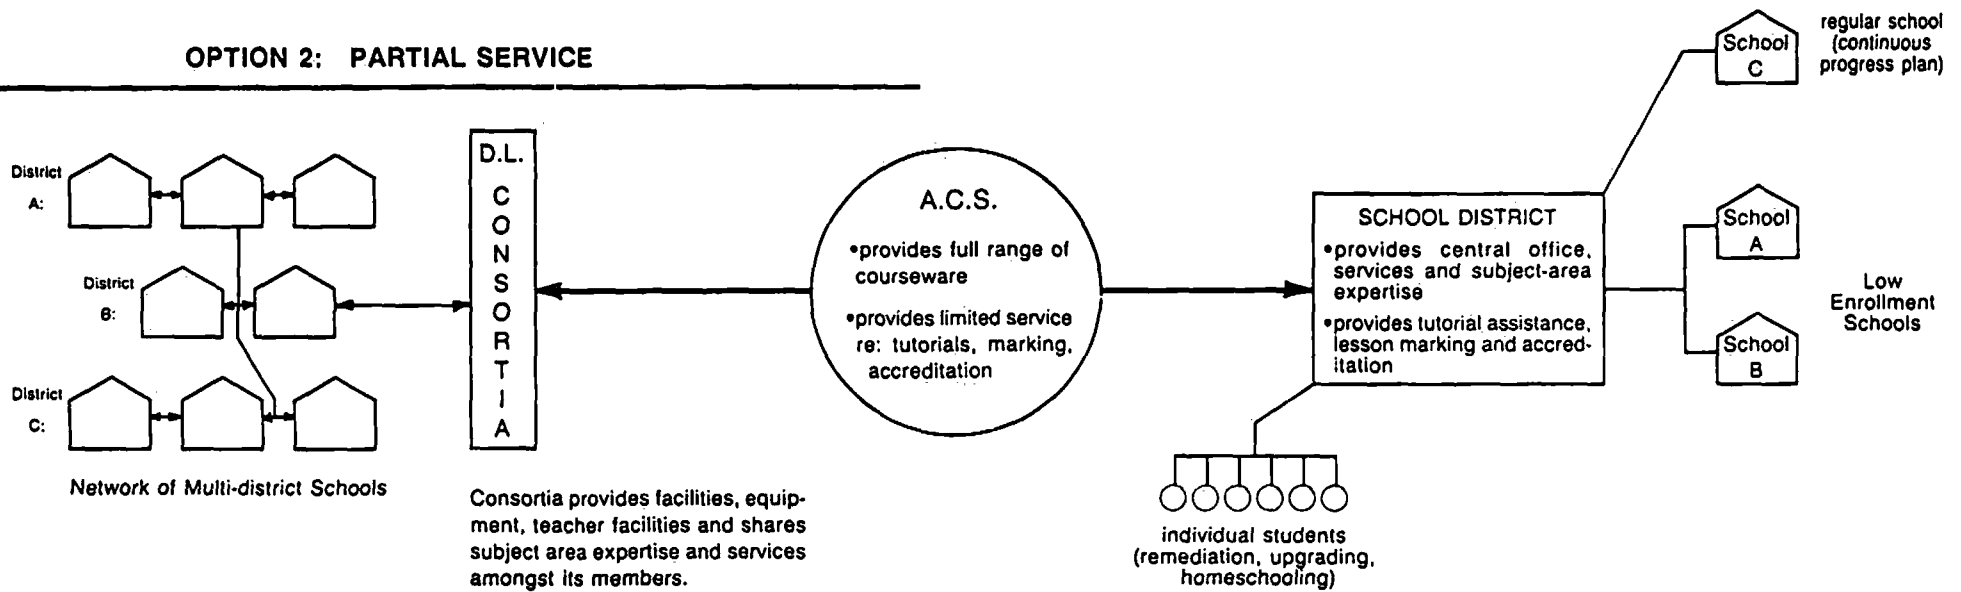 OPTION 2: PARTIAL SERVICE
District
A:
District
B:
District
C:
Network of Multi-district Schools
D.L.
C
O
N
S
O
R
T
I
A
Consortia provides facilities, equip-
ment, teacher facilities and shares
subject area expertise and services
amongst its members.
A.C.S.
•provides full range of
courseware
•provides limited service
re: tutorials, marking,
accreditation
SCHOOL DISTRICT
•provides central office,
services and subject-area
expertise
•provides tutorial assistance,
lesson marking and accred-
itation
individual students
(remediation, upgrading,
homeschooling)
School
C
regular school
(continuous
progress plan)
School
A
School
B
Low
Enrollment
Schools